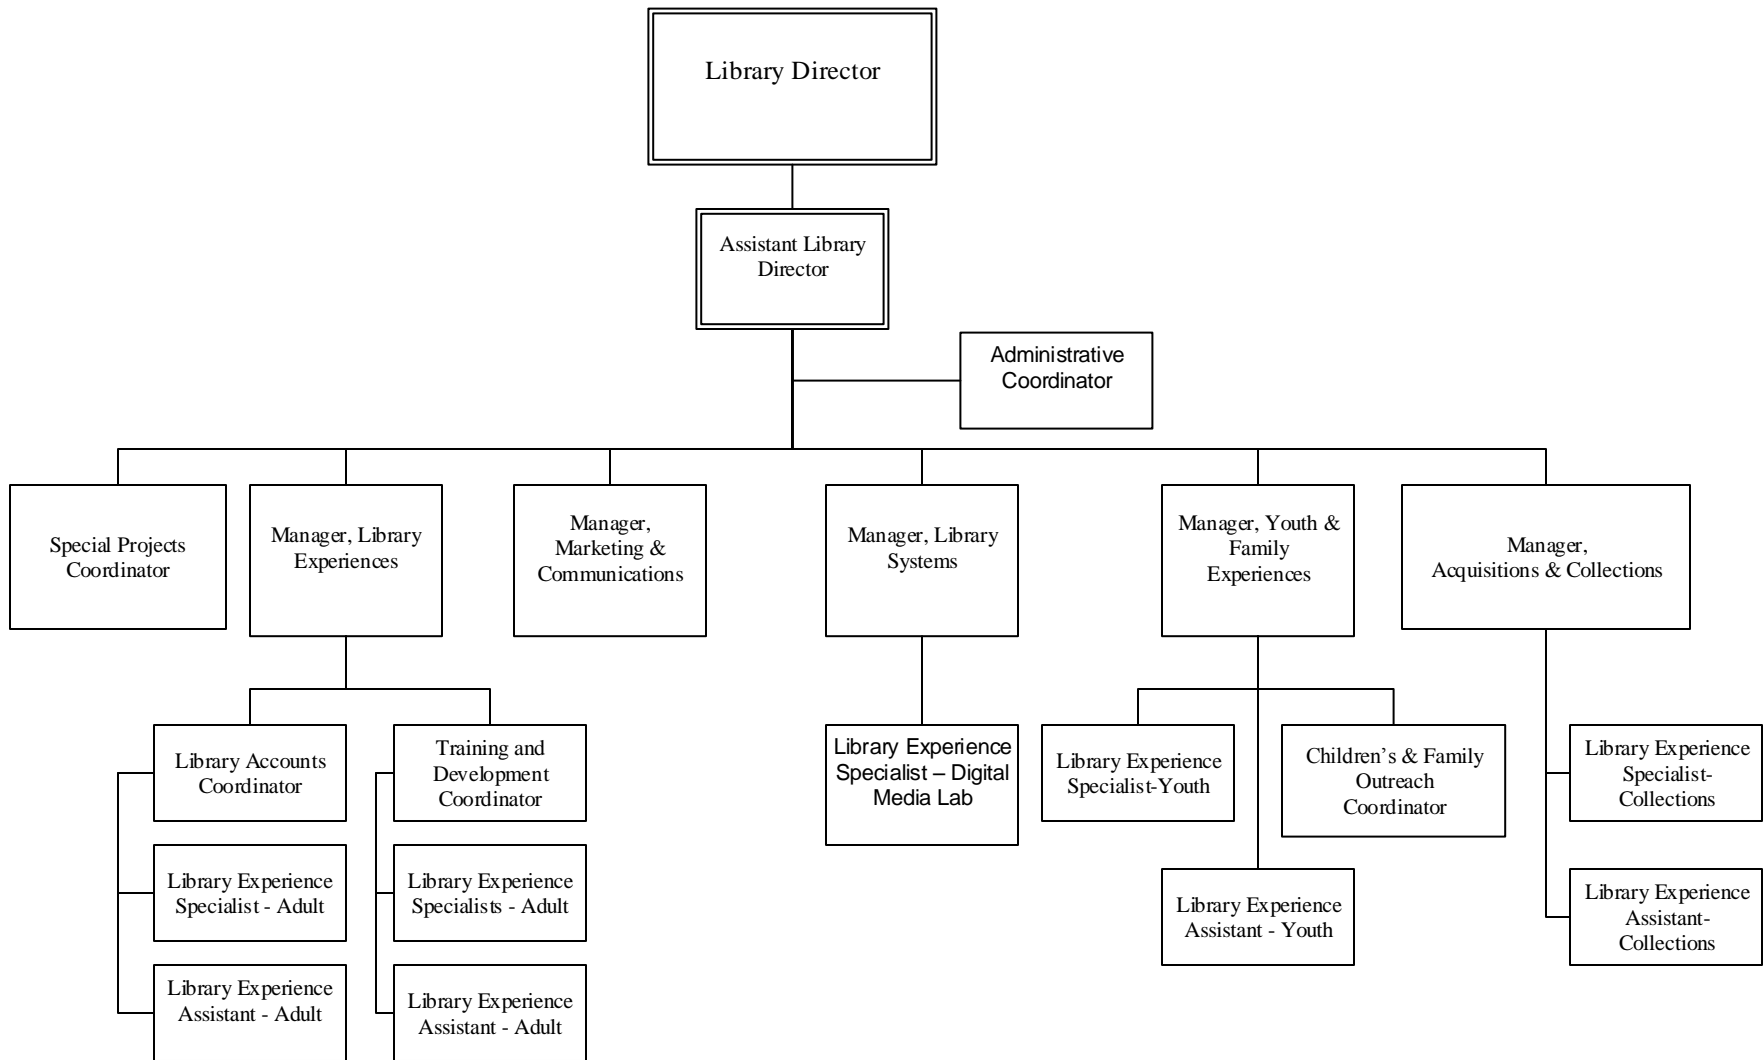 Library Director
Assistant Library
Director
Administrative
Coordinator
Special Projects
Coordinator
Manager, Library
Experiences
Manager,
Marketing &
Communications
Manager, Library
Systems
Manager, Youth &
Family
Experiences
Manager,
Acquisitions & Collections
Library Accounts
Coordinator
Training and
Development
Coordinator
Library Experience
Specialist – Digital
Media Lab
Library Experience
Specialist-Youth
Children’s & Family
Outreach
Coordinator
Library Experience
Specialist-
Collections
Library Experience
Specialist - Adult
Library Experience
Specialists - Adult
Library Experience
Assistant - Youth
Library Experience
Assistant-
Collections
Library Experience
Assistant - Adult
Library Experience
Assistant - Adult